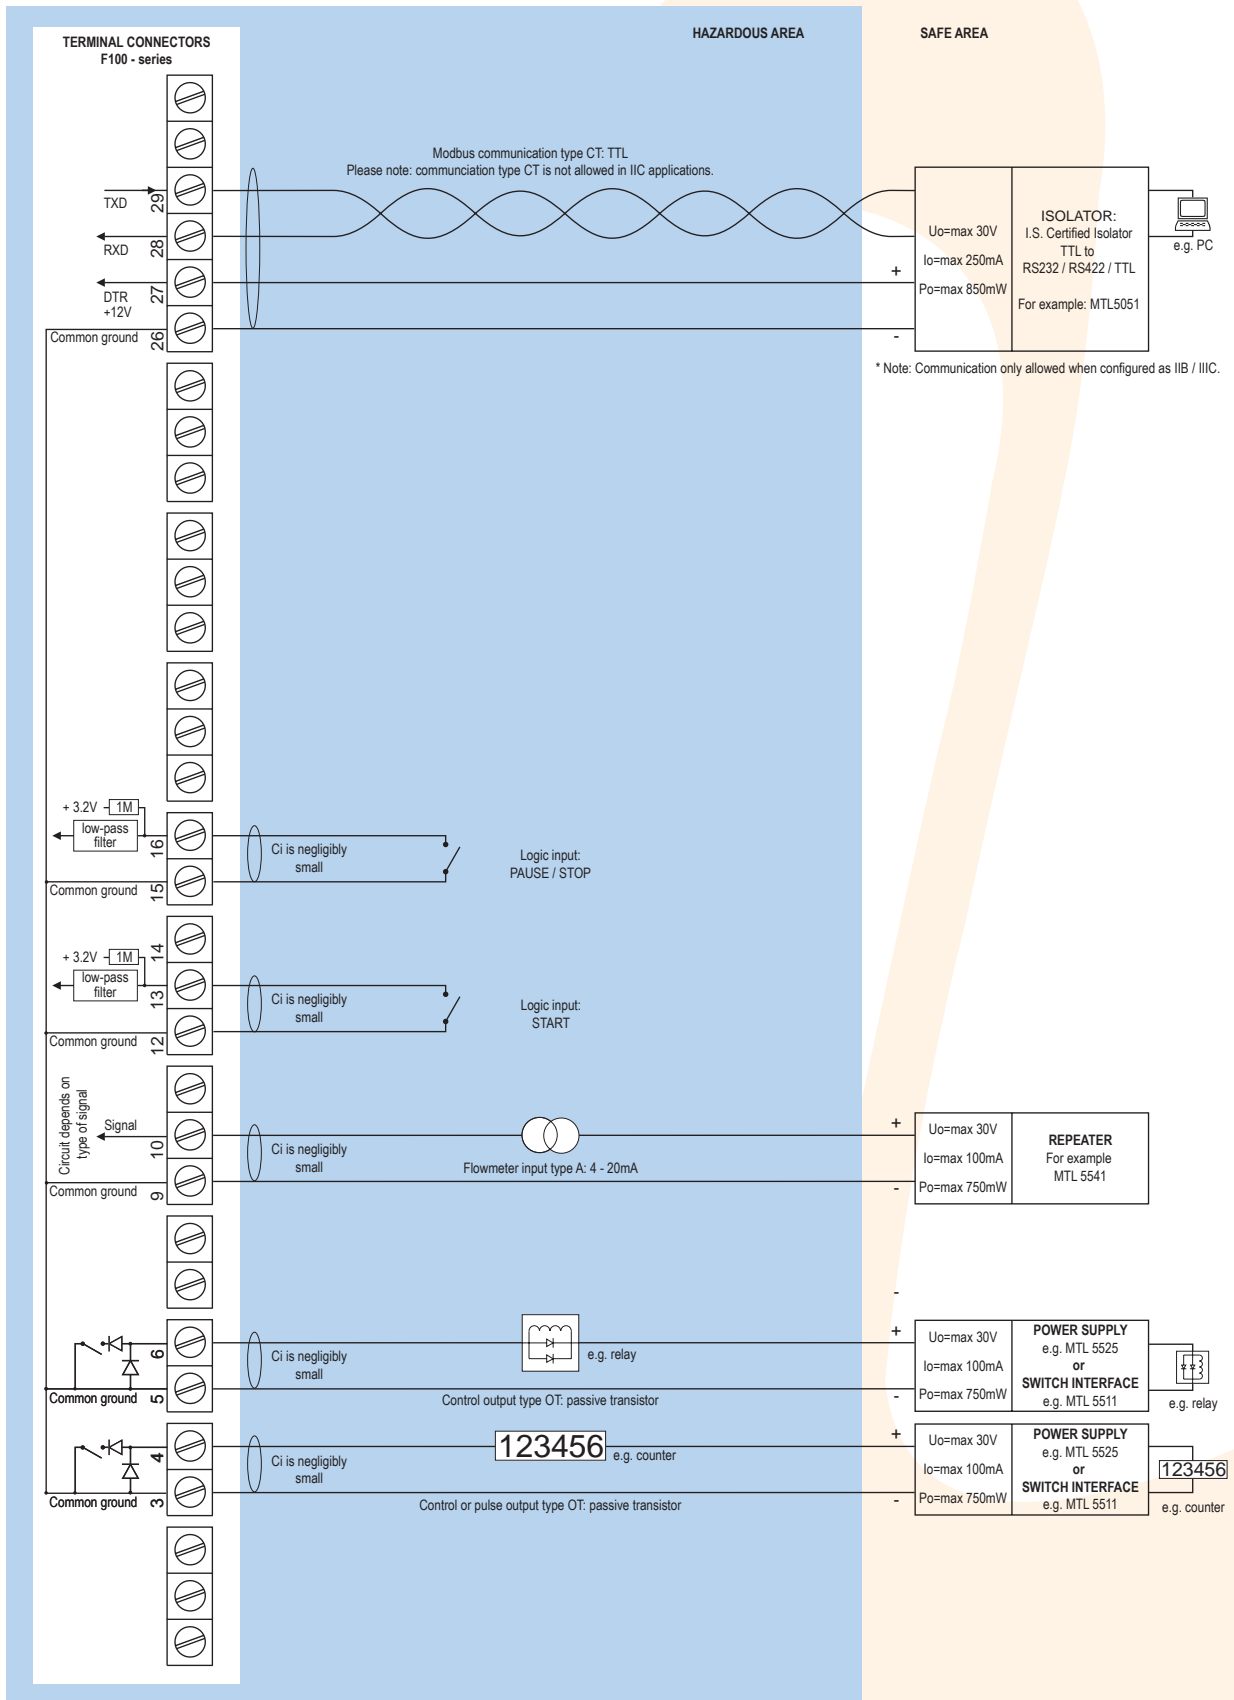 HAZARDOUS AREA
SAFE AREA
TERMINAL CONNECTORS
F100 - series
Modbus communication type CT: TTL
Please note: communciation type CT is not allowed in IIC applications.
TXD
29
RXD
28
DTR
+12V
27
Common ground
26
+
-
Uo=max 30V
Io=max 250mA
Po=max 850mW
ISOLATOR:
I.S. Certified Isolator
TTL to
RS232 / RS422 / TTL
For example: MTL5051
e.g. PC
* Note: Communication only allowed when configured as IIB / IIIC.
+ 3.2V
1M
low-pass
filter
16
Common ground
15
Ci is negligibly
small
Logic input:
PAUSE / STOP
14
+ 3.2V
1M
low-pass
filter
13
Common ground
12
Ci is negligibly
small
Logic input:
START
Circuit depends on
type of signal
Signal
10
Common ground
9
Ci is negligibly
small
Flowmeter input type A: 4 - 20mA
+
-
Uo=max 30V
Io=max 100mA
Po=max 750mW
REPEATER
For example
MTL 5541
-
6
Common ground
5
Ci is negligibly
small
e.g. relay
Control output type OT: passive transistor
+
-
Uo=max 30V
Io=max 100mA
Po=max 750mW
POWER SUPPLY
e.g. MTL 5525
or
SWITCH INTERFACE
e.g. MTL 5511
e.g. relay
4
Common ground
3
Ci is negligibly
small
123456
e.g. counter
Control or pulse output type OT: passive transistor
+
-
Uo=max 30V
Io=max 100mA
Po=max 750mW
POWER SUPPLY
e.g. MTL 5525
or
SWITCH INTERFACE
e.g. MTL 5511
123456
e.g. counter